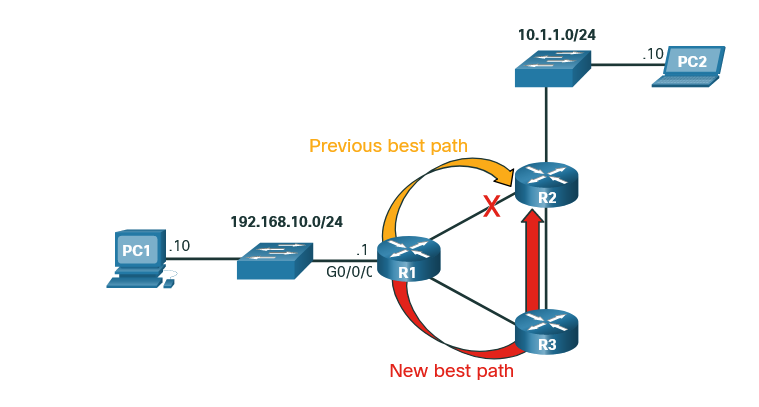 10.1.1.0/24
.10
PC2
Previous best path
X
R2
192.168.10.0/24
PC1
.10
.1
G0/0/0
R1
R3
New best path